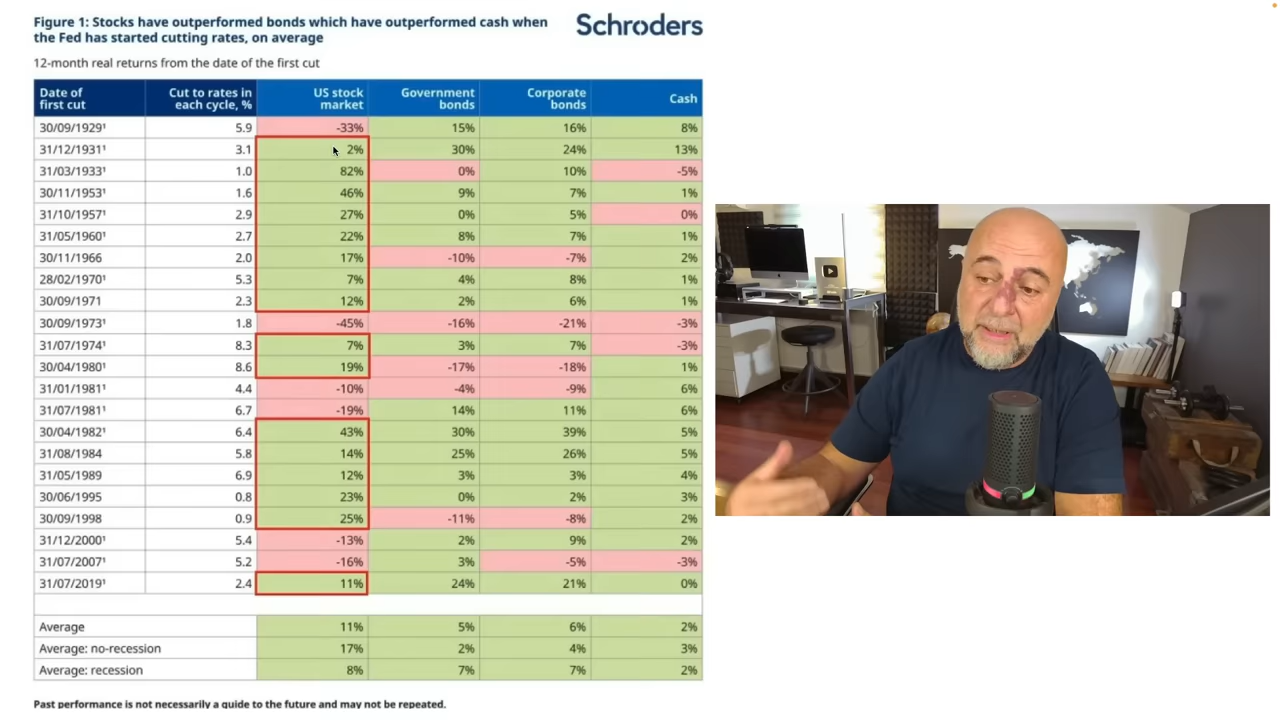 Figure 1: Stocks have outperformed bonds which have outperformed cash when
the Fed has started cutting rates, on average
Schroders
12-month real returns from the date of the first cut
Date of first cut Cut to rates in each cycle, % US stock market Government bonds Corporate bonds Cash
30/09/1929¹ 5.9 -33% 15% 16% 8%
31/12/1931¹ 3.1 2% 30% 24% 13%
31/03/1933¹ 1.0 82% 0% 10% -5%
30/11/1953¹ 1.6 46% 9% 7% 1%
31/10/1957¹ 2.9 27% 0% 5% 0%
31/05/1960¹ 2.7 22% 8% 7% 1%
30/11/1966 2.0 17% -10% -7% 2%
28/02/1970¹ 5.3 7% 4% 8% 1%
30/09/1971 2.3 12% 2% 6% 1%
30/09/1973¹ 1.8 -45% -16% -21% -3%
31/07/1974¹ 8.3 7% 3% 7% -3%
30/04/1980¹ 8.6 19% -17% -18% 1%
31/01/1981¹ 4.4 -10% -4% -9% 6%
31/07/1981¹ 6.7 -19% 14% 11% 6%
30/04/1982¹ 6.4 43% 30% 39% 5%
31/08/1984 5.8 14% 25% 26% 5%
31/05/1989 6.9 12% 3% 3% 4%
30/06/1995 0.8 23% 0% 2% 3%
30/09/1998 0.9 25% -11% -8% 2%
31/12/2000¹ 5.4 -13% 2% 9% 2%
31/07/2007¹ 5.2 -16% 3% -5% -3%
31/07/2019¹ 2.4 11% 24% 21% 0%
Average 11% 5% 6% 2%
Average: no-recession 17% 2% 4% 3%
Average: recession 8% 7% 7% 2%
Past performance is not necessarily a guide to the future and may not be repeated.